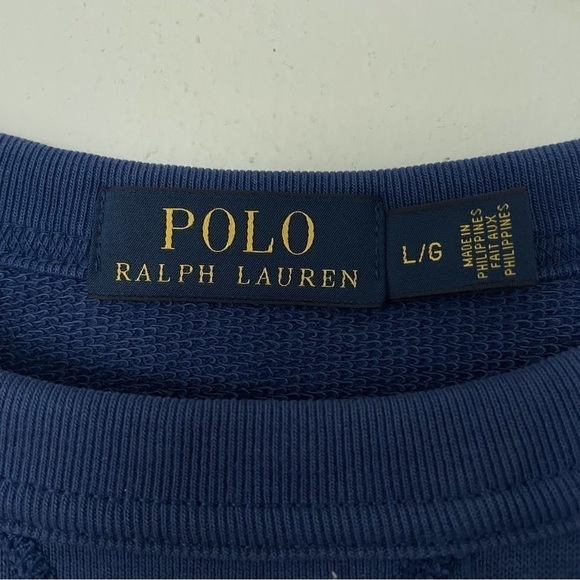 POLO
RALPH LAUREN
L/G
MADE IN
PHILIPPINES
FAIT AUX
PHILIPPINES